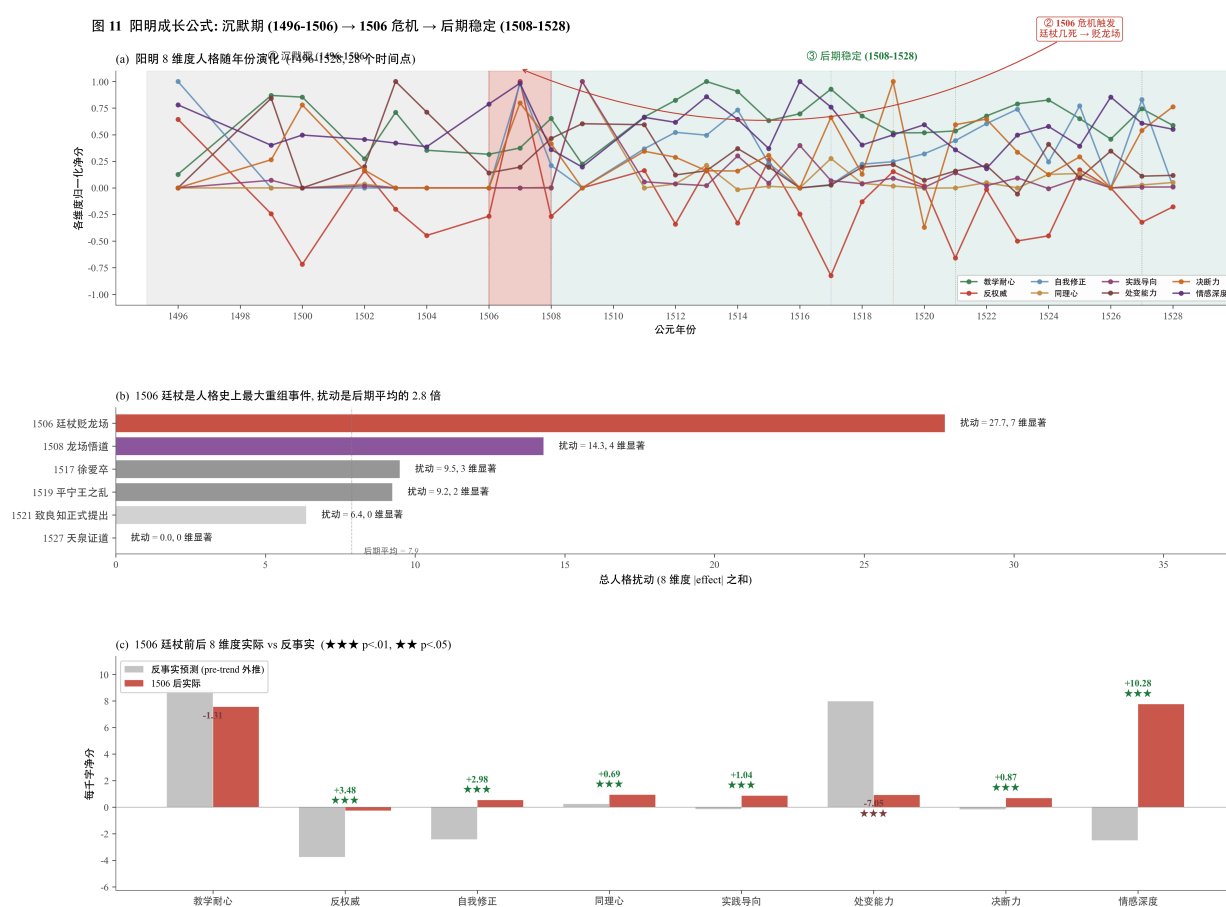 图 11  阳明成长公式: 沉默期 (1496-1506) → 1506 危机 → 后期稳定 (1508-1528)
② 1506 危机触发
廷杖几死 → 贬龙场
(a)  阳明 8 维度人格随年份演化  (1496-1528, 28 个时间点)
① 沉默期 (1496-1506)
③ 后期稳定 (1508-1528)
各维度归一化净分
1.00
0.75
0.50
0.25
0.00
-0.25
-0.50
-0.75
-1.00
教学耐心 自我修正 实践导向 决断力
反权威 同理心 处变能力 情感深度
1496 1498 1500 1502 1504 1506 1508 1510 1512 1514 1516 1518 1520 1522 1524 1526 1528
公元年份
(b)  1506 廷杖是人格史上最大重组事件, 扰动是后期平均的 2.8 倍
1506 廷杖贬龙场 扰动 = 27.7, 7 维显著
1508 龙场悟道 扰动 = 14.3, 4 维显著
1517 徐爱卒 扰动 = 9.5, 3 维显著
1519 平宁王之乱 扰动 = 9.2, 2 维显著
1521 致良知正式提出 扰动 = 6.4, 0 维显著
1527 天泉证道 扰动 = 0.0, 0 维显著
后期平均 = 7.9
0 5 10 15 20 25 30 35
总人格扰动 (8 维度 |effect| 之和)
(c)  1506 廷杖前后 8 维度实际 vs 反事实  (★★★ p<.01, ★★ p<.05)
反事实预测 (pre-trend 外推)
1506 后实际
每千字净分
10
8
6
4
2
0
-2
-4
-6
-1.31
+3.48
★★★
+2.98
★★★
+0.69
★★★
+1.04
★★★
-7.05
★★★
+0.87
★★★
+10.28
★★★
教学耐心 反权威 自我修正 同理心 实践导向 处变能力 决断力 情感深度